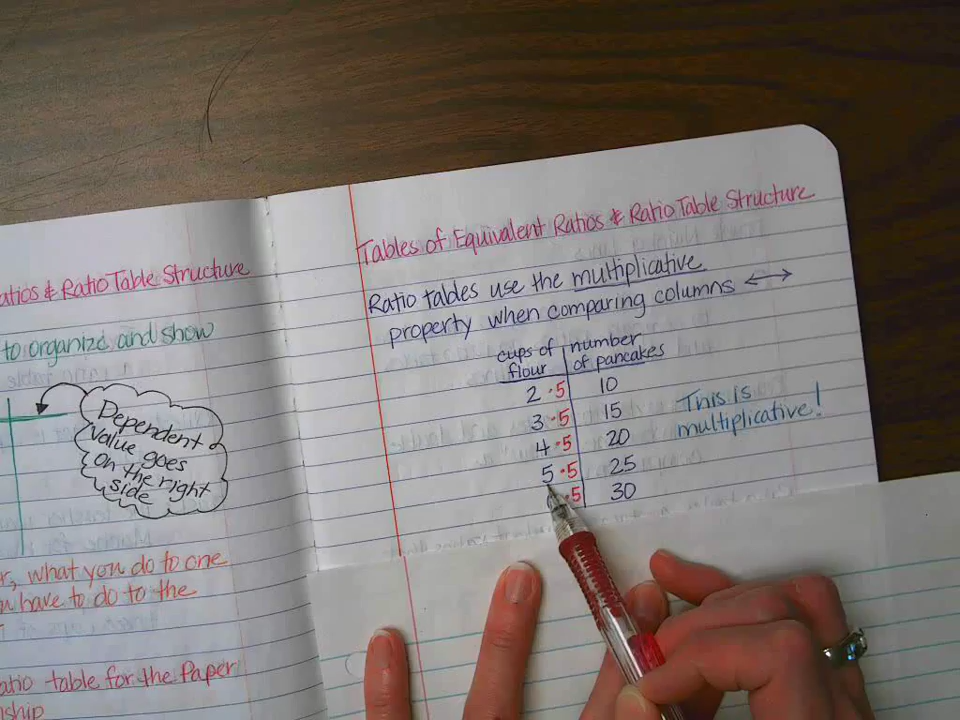 Ratios & Ratio Table Structure
to organize and show
Dependent
value goes
on the right
side
what you do to one
have to do to the
ratio table for the Paper
Tables of Equivalent Ratios & Ratio Table Structure
Ratio tables use the multiplicative
property when comparing columns ↔
cups of flour | number of pancakes
2 ·5 | 10
3 ·5 | 15
4 ·5 | 20
5 ·5 | 25
·5 | 30
This is
multiplicative!